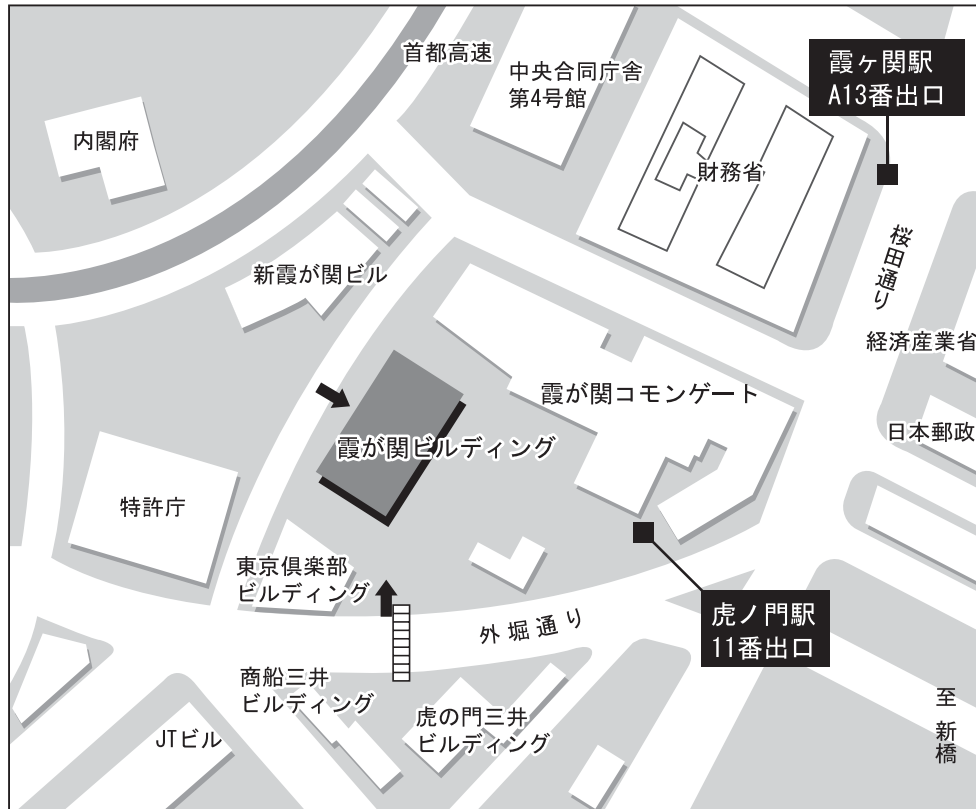 首都高速
中央合同庁舎
第4号館
霞ヶ関駅
A13番出口
内閣府
財務省
桜田通り
新霞が関ビル
経済産業省
霞が関コモンゲート
日本郵政
霞が関ビルディング
特許庁
東京倶楽部
ビルディング
外堀通り
虎ノ門駅
11番出口
商船三井
ビルディング
虎の門三井
ビルディング
JTビル
至 新橋